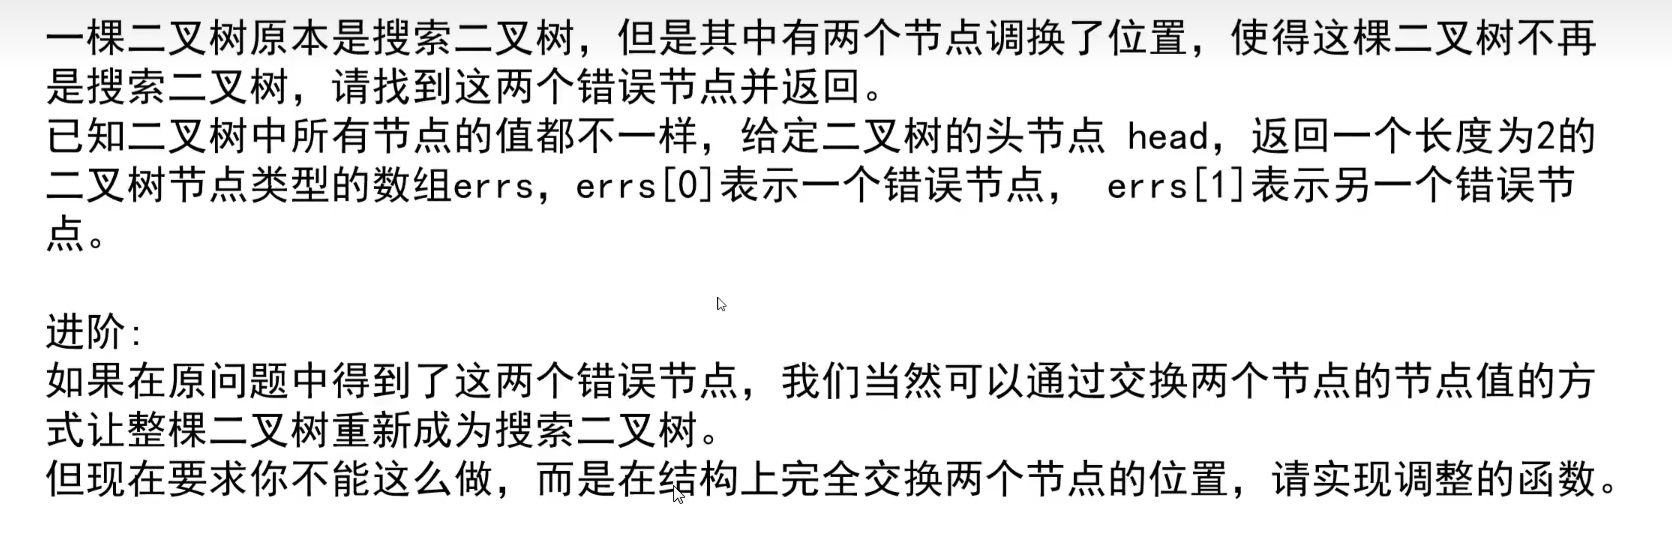 一棵二叉树原本是搜索二叉树，但是其中有两个节点调换了位置，使得这棵二叉树不再
是搜索二叉树，请找到这两个错误节点并返回。
已知二叉树中所有节点的值都不一样，给定二叉树的头节点 head，返回一个长度为2的
二叉树节点类型的数组errs，errs[0]表示一个错误节点， errs[1]表示另一个错误节
点。
进阶:
如果在原问题中得到了这两个错误节点，我们当然可以通过交换两个节点的节点值的方
式让整棵二叉树重新成为搜索二叉树。
但现在要求你不能这么做，而是在结构上完全交换两个节点的位置，请实现调整的函数。